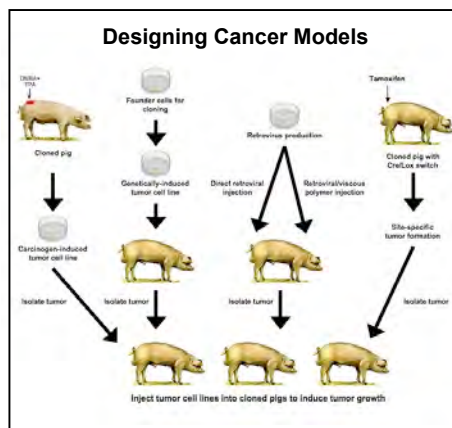 Designing Cancer Models
DMBA+
TPA
Cloned pig
Carcinogen-induced
tumor cell line
Isolate tumor
Founder cells for
cloning
Genetically-induced
tumor cell line
Isolate tumor
Retrovirus production
Direct retroviral
injection
Retroviral/viscous
polymer injection
Isolate tumor
Tamoxifen
Cloned pig with
Cre/Lox switch
Site-specific
tumor formation
Isolate tumor
Inject tumor cell lines into cloned pigs to induce tumor growth